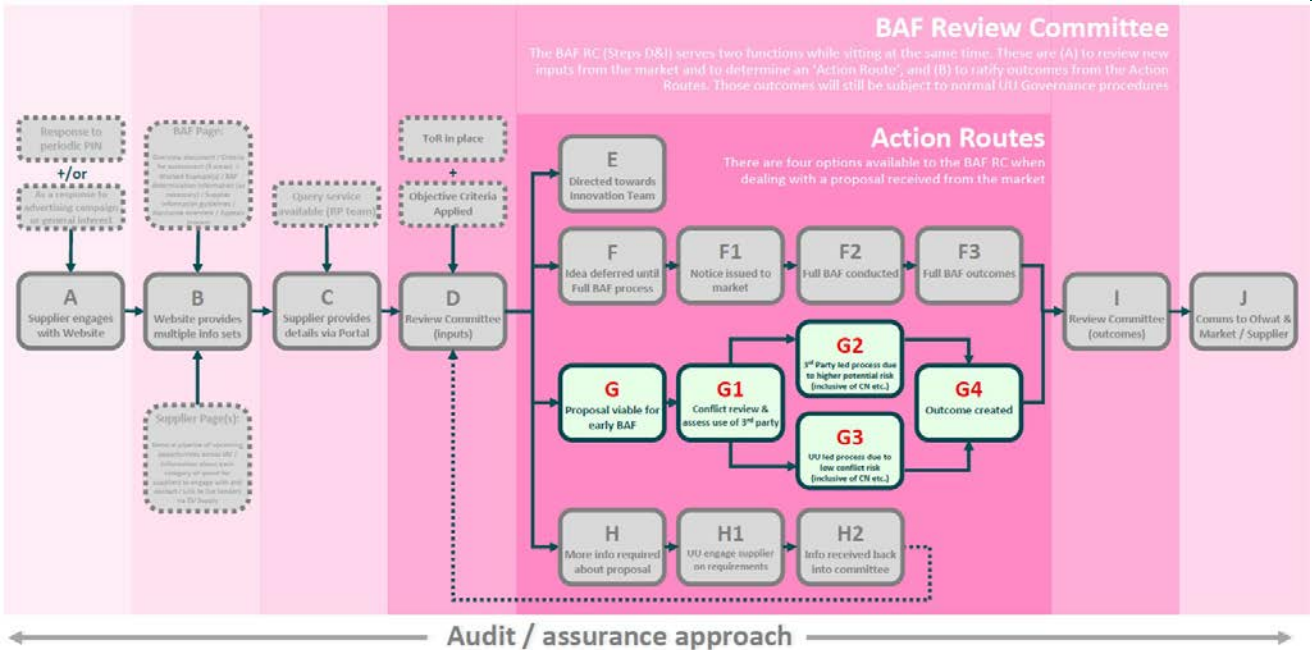 BAF Review Committee
The BAF RC (Steps D&I) serves two functions while sitting at the same time. These are (A) to review new
inputs from the market and to determine an 'Action Route', and (B) to ratify outcomes from the Action
Routes. Those outcomes will still be subject to normal UU Governance procedures
Action Routes
There are four options available to the BAF RC when
dealing with a proposal received from the market
Response to
periodic PIN
+/or
As a response to
advertising campaign
or general interest
BAF Page:
Query service
available (BP team)
ToR in place
+
Objective Criteria
Applied
A
Supplier engages
with Website
B
Website provides
multiple info sets
C
Supplier provides
details via Portal
D
Review Committee
(inputs)
Supplier Page(s):
E
Directed towards
Innovation Team
F
Idea deferred until
Full BAF process
F1
Notice issued to
market
F2
Full BAF conducted
F3
Full BAF outcomes
G
Proposal viable for
early BAF
G1
Conflict review &
assess use of 3rd party
G2
3rd Party led process due
to higher potential risk
(inclusive of CN etc.)
G3
UU led process due to
low conflict risk
(inclusive of CN etc.)
G4
Outcome created
H
More info required
about proposal
H1
UU engage supplier
on requirements
H2
Info received back
into committee
I
Review Committee
(outcomes)
J
Comms to Ofwat &
Market / Supplier
Audit / assurance approach